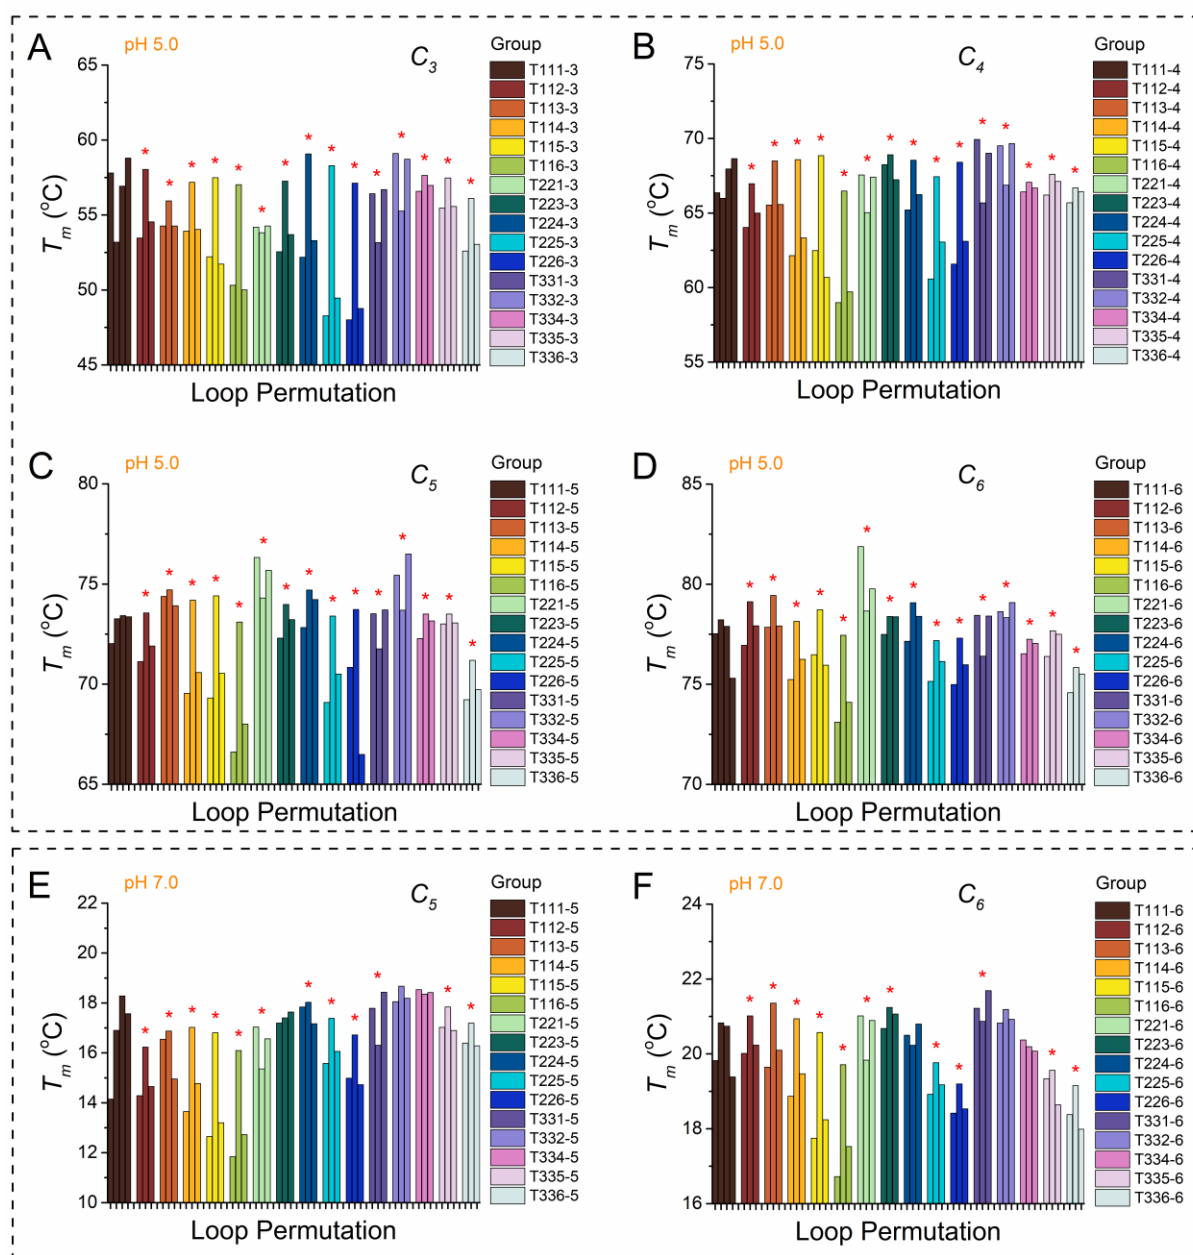 A
pH 5.0
C3
Group
65
60
55
50
45
Tm (oC)
Loop Permutation
T111-3
T112-3
T113-3
T114-3
T115-3
T116-3
T221-3
T223-3
T224-3
T225-3
T226-3
T331-3
T332-3
T334-3
T335-3
T336-3
B
pH 5.0
C4
Group
75
70
65
60
55
Tm (oC)
Loop Permutation
T111-4
T112-4
T113-4
T114-4
T115-4
T116-4
T221-4
T223-4
T224-4
T225-4
T226-4
T331-4
T332-4
T334-4
T335-4
T336-4
C
pH 5.0
C5
Group
80
75
70
65
Tm (oC)
Loop Permutation
T111-5
T112-5
T113-5
T114-5
T115-5
T116-5
T221-5
T223-5
T224-5
T225-5
T226-5
T331-5
T332-5
T334-5
T335-5
T336-5
D
pH 5.0
C6
Group
85
80
75
70
Tm (oC)
Loop Permutation
T111-6
T112-6
T113-6
T114-6
T115-6
T116-6
T221-6
T223-6
T224-6
T225-6
T226-6
T331-6
T332-6
T334-6
T335-6
T336-6
E
pH 7.0
C5
Group
22
20
18
16
14
12
10
Tm (oC)
Loop Permutation
T111-5
T112-5
T113-5
T114-5
T115-5
T116-5
T221-5
T223-5
T224-5
T225-5
T226-5
T331-5
T332-5
T334-5
T335-5
T336-5
F
pH 7.0
C6
Group
24
22
20
18
16
Tm (oC)
Loop Permutation
T111-6
T112-6
T113-6
T114-6
T115-6
T116-6
T221-6
T223-6
T224-6
T225-6
T226-6
T331-6
T332-6
T334-6
T335-6
T336-6